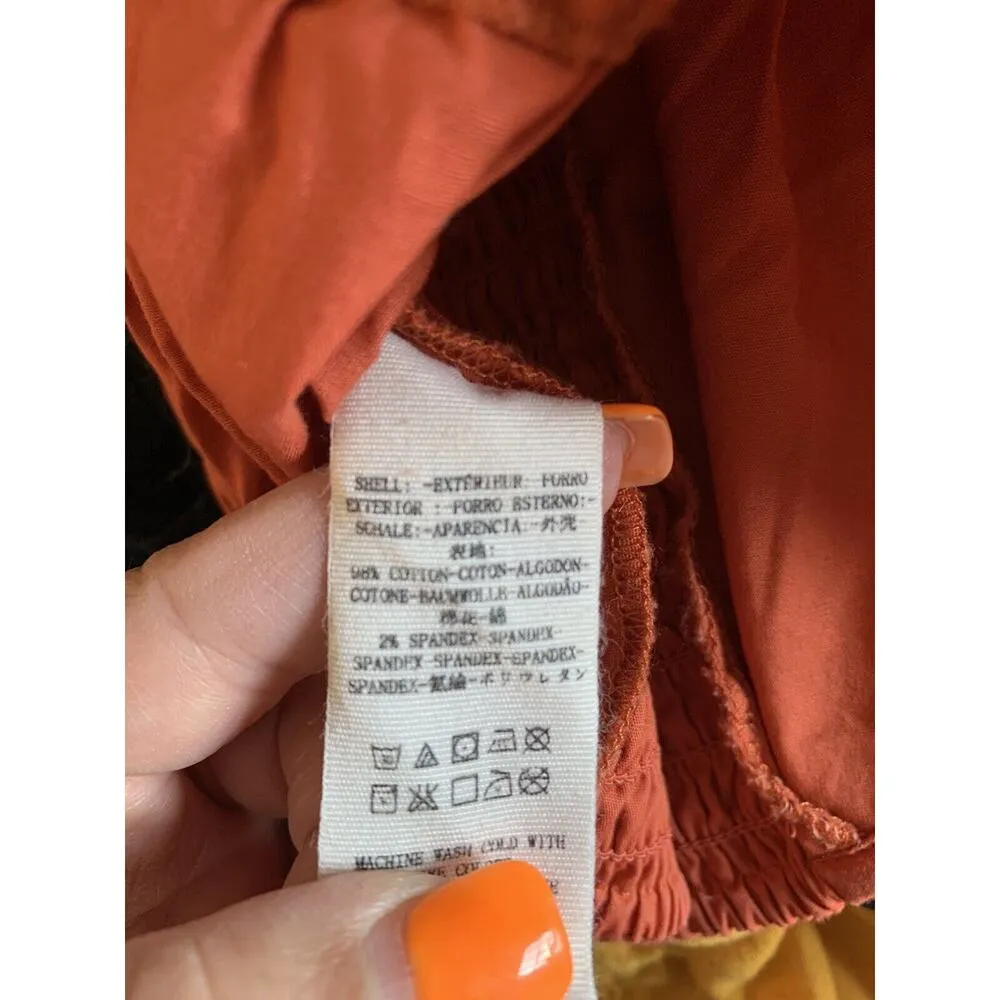 SHELL: -EXTÉRIEUR: FORRO
EXTERIOR : FORRO ESTERNO:-
SCHALE:-APARENCIA -外売
表地:
98% COTTON-COTON-ALGODON-
COTONE-BAUMWOLLE-ALGODÃO-
棉花-綿
2% SPANDEX-SPANDEX-
SPANDEX-SPANDEX-SPANDEX-
SPANDEX-氨綸-ポリウレタン
MACHINE WASH COLD WITH